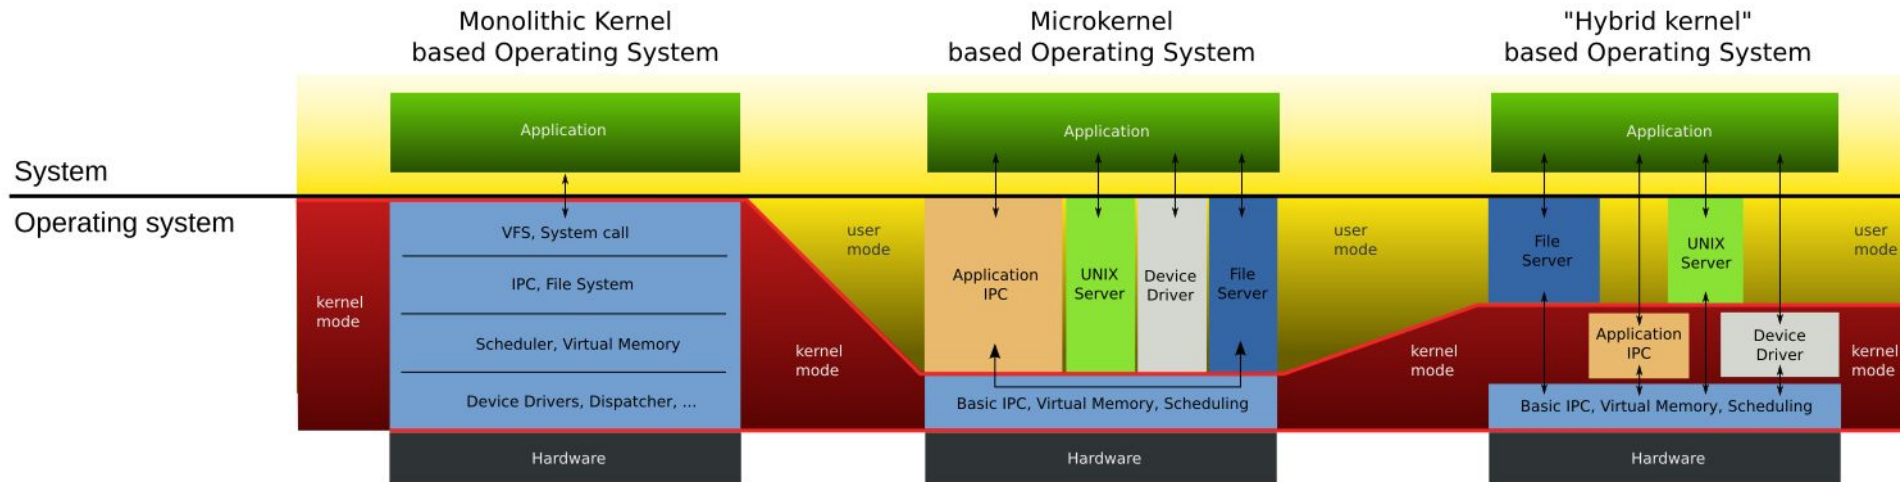 Monolithic Kernel
based Operating System
Microkernel
based Operating System
"Hybrid kernel"
based Operating System
System
Operating system
Application
VFS, System call
IPC, File System
Scheduler, Virtual Memory
Device Drivers, Dispatcher, ...
Hardware
kernel
mode
kernel
mode
user
mode
Application
Application
IPC
UNIX
Server
Device
Driver
File
Server
Basic IPC, Virtual Memory, Scheduling
Hardware
user
mode
kernel
mode
Application
File
Server
UNIX
Server
Application
IPC
Device
Driver
Basic IPC, Virtual Memory, Scheduling
Hardware
user
mode
kernel
mode